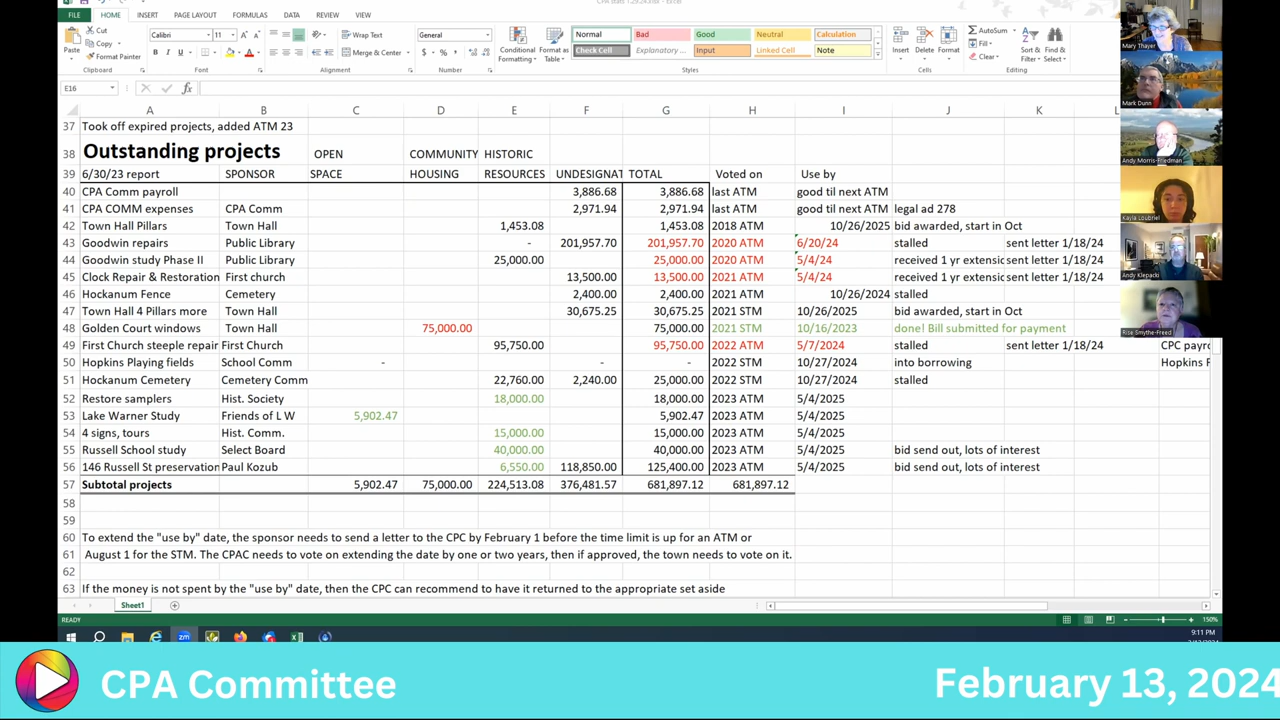 CPA stats 1.29.24.xlsx - Excel
FILE HOME INSERT PAGE LAYOUT FORMULAS DATA REVIEW VIEW
Cut Calibri 11 Wrap Text General Normal Bad Good Neutral Calculation AutoSum
Paste Copy Merge & Center $ % , Conditional Formatting Format as Table Check Cell Explanatory ... Input Linked Cell Note Insert Delete Format Fill Sort & Filter Find & Select
Format Painter Clear
Clipboard Font Alignment Number Styles Cells Editing
E16
A B C D E F G H I J K L
37 Took off expired projects, added ATM 23
38 Outstanding projects OPEN COMMUNITY HISTORIC
39 6/30/23 report SPONSOR SPACE HOUSING RESOURCES UNDESIGNAT TOTAL Voted on Use by
40 CPA Comm payroll 3,886.68 3,886.68 last ATM good til next ATM
41 CPA COMM expenses CPA Comm 2,971.94 2,971.94 last ATM good til next ATM legal ad 278
42 Town Hall Pillars Town Hall 1,453.08 1,453.08 2018 ATM 10/26/2025 bid awarded, start in Oct
43 Goodwin repairs Public Library - 201,957.70 201,957.70 2020 ATM 6/20/24 stalled sent letter 1/18/24
44 Goodwin study Phase II Public Library 25,000.00 25,000.00 2020 ATM 5/4/24 received 1 yr extensic sent letter 1/18/24
45 Clock Repair & Restoration First church 13,500.00 13,500.00 2021 ATM 5/4/24 received 1 yr extensic sent letter 1/18/24
46 Hockanum Fence Cemetery 2,400.00 2,400.00 2021 ATM 10/26/2024 stalled
47 Town Hall 4 Pillars more Town Hall 30,675.25 30,675.25 2021 STM 10/26/2025 bid awarded, start in Oct
48 Golden Court windows Town Hall 75,000.00 75,000.00 2021 STM 10/16/2023 done! Bill submitted for payment
49 First Church steeple repair First Church 95,750.00 95,750.00 2022 ATM 5/7/2024 stalled sent letter 1/18/24 CPC payro
50 Hopkins Playing fields School Comm - - - 2022 STM 10/27/2024 into borrowing Hopkins F
51 Hockanum Cemetery Cemetery Comm 22,760.00 2,240.00 25,000.00 2022 STM 10/27/2024 stalled
52 Restore samplers Hist. Society 18,000.00 18,000.00 2023 ATM 5/4/2025
53 Lake Warner Study Friends of L W 5,902.47 5,902.47 2023 ATM 5/4/2025
54 4 signs, tours Hist. Comm. 15,000.00 15,000.00 2023 ATM 5/4/2025
55 Russell School study Select Board 40,000.00 40,000.00 2023 ATM 5/4/2025 bid send out, lots of interest
56 146 Russell St preservation Paul Kozub 6,550.00 118,850.00 125,400.00 2023 ATM 5/4/2025 bid send out, lots of interest
57 Subtotal projects 5,902.47 75,000.00 224,513.08 376,481.57 681,897.12 681,897.12
58
59
60 To extend the "use by" date, the sponsor needs to send a letter to the CPC by February 1 before the time limit is up for an ATM or
61 August 1 for the STM. The CPAC needs to vote on extending the date by one or two years, then if approved, the town needs to vote on it.
62
63 If the money is not spent by the "use by" date, then the CPC can recommend to have it returned to the appropriate set aside
Sheet1
READY 150%
9:11 PM
Mary Thayer
Mark Dunn
Andy Morris-Friedman
Kayla Loubriel
Andy Klepacki
Rise Smythe-Freed
CPA Committee February 13, 2024